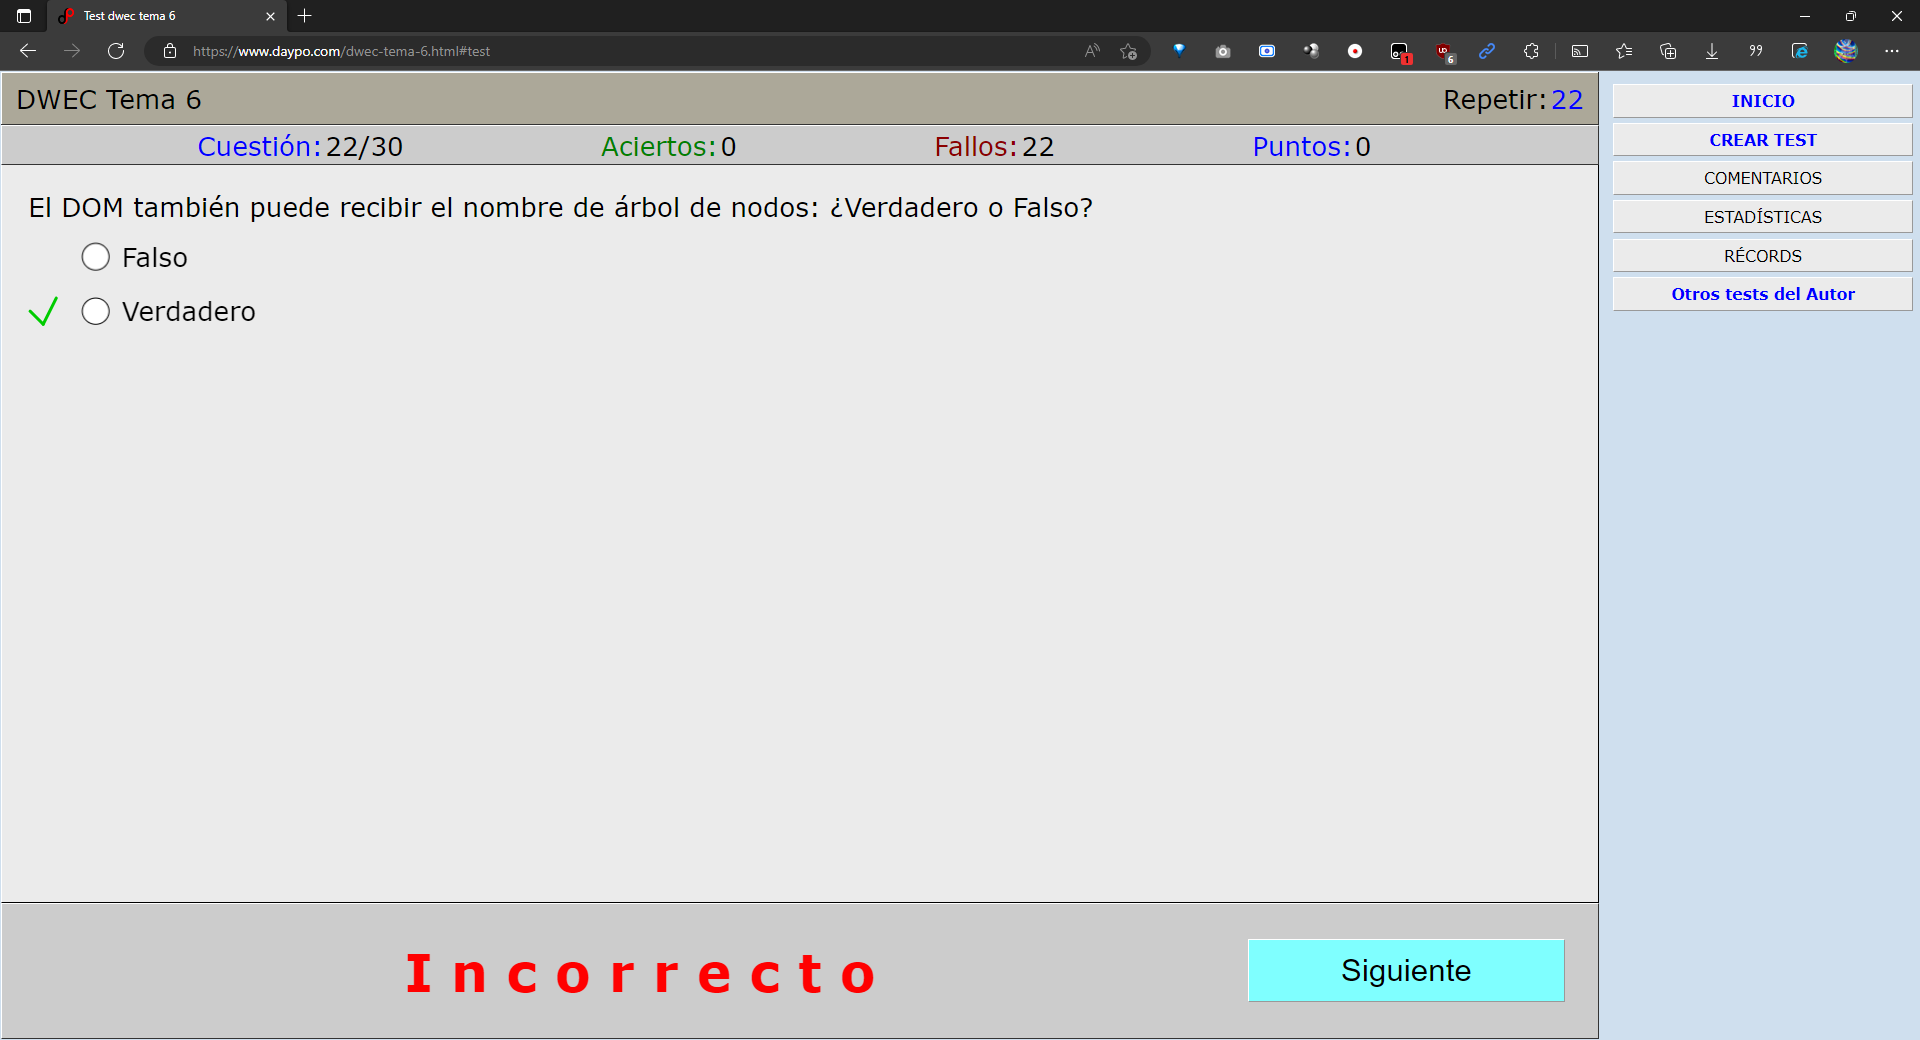 Test dwec tema 6
https://www.daypo.com/dwec-tema-6.html#test
1
6
DWEC Tema 6
Repetir: 22
Cuestión: 22/30
Aciertos: 0
Fallos: 22
Puntos: 0
El DOM también puede recibir el nombre de árbol de nodos: ¿Verdadero o Falso?
Falso
Verdadero
Incorrecto
Siguiente
INICIO
CREAR TEST
COMENTARIOS
ESTADÍSTICAS
RÉCORDS
Otros tests del Autor